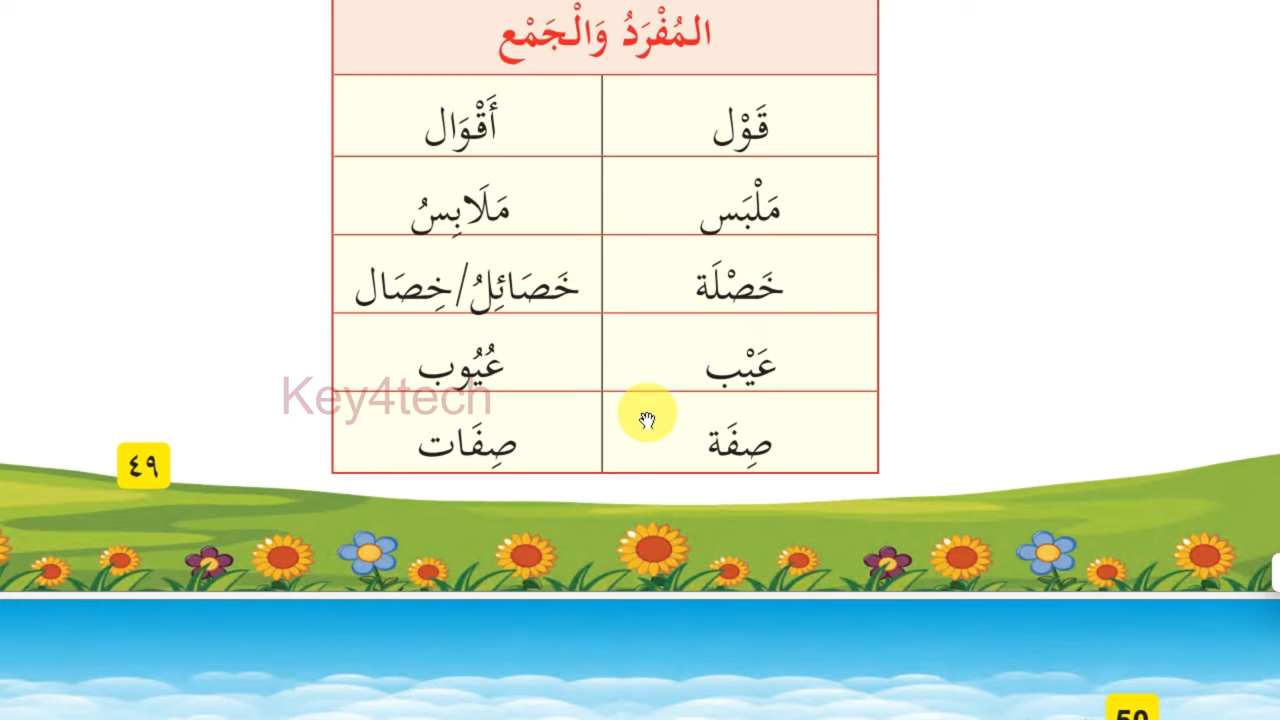 المُفْرَدُ وَالْجَمْع
قَوْل أَقْوَال
مَلْبَس مَلَابِسُ
خَصْلَة خَصَائِلُ/خِصَال
عَيْب عُيُوب
صِفَة صِفَات
Key4tech
٤٩
50